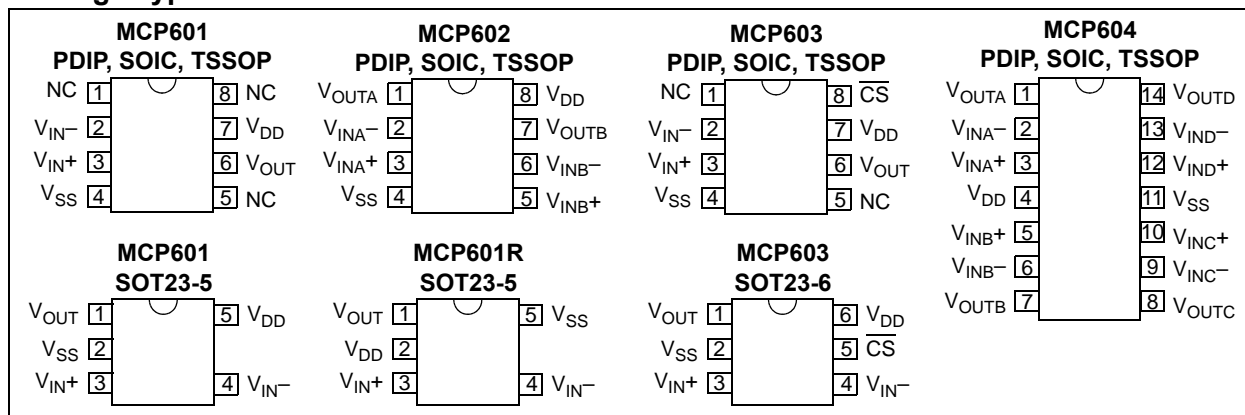 MCP601
PDIP, SOIC, TSSOP
NC 1 8 NC
VIN– 2 7 VDD
VIN+ 3 6 VOUT
VSS 4 5 NC
MCP602
PDIP, SOIC, TSSOP
VOUTA 1 8 VDD
VINA– 2 7 VOUTB
VINA+ 3 6 VINB–
VSS 4 5 VINB+
MCP603
PDIP, SOIC, TSSOP
NC 1 8 CS
VIN– 2 7 VDD
VIN+ 3 6 VOUT
VSS 4 5 NC
MCP604
PDIP, SOIC, TSSOP
VOUTA 1 14 VOUTD
VINA– 2 13 VIND–
VINA+ 3 12 VIND+
VDD 4 11 VSS
VINB+ 5 10 VINC+
VINB– 6 9 VINC–
VOUTB 7 8 VOUTC
MCP601
SOT23-5
VOUT 1 5 VDD
VSS 2
VIN+ 3 4 VIN–
MCP601R
SOT23-5
VOUT 1 5 VSS
VDD 2
VIN+ 3 4 VIN–
MCP603
SOT23-6
VOUT 1 6 VDD
VSS 2 5 CS
VIN+ 3 4 VIN–